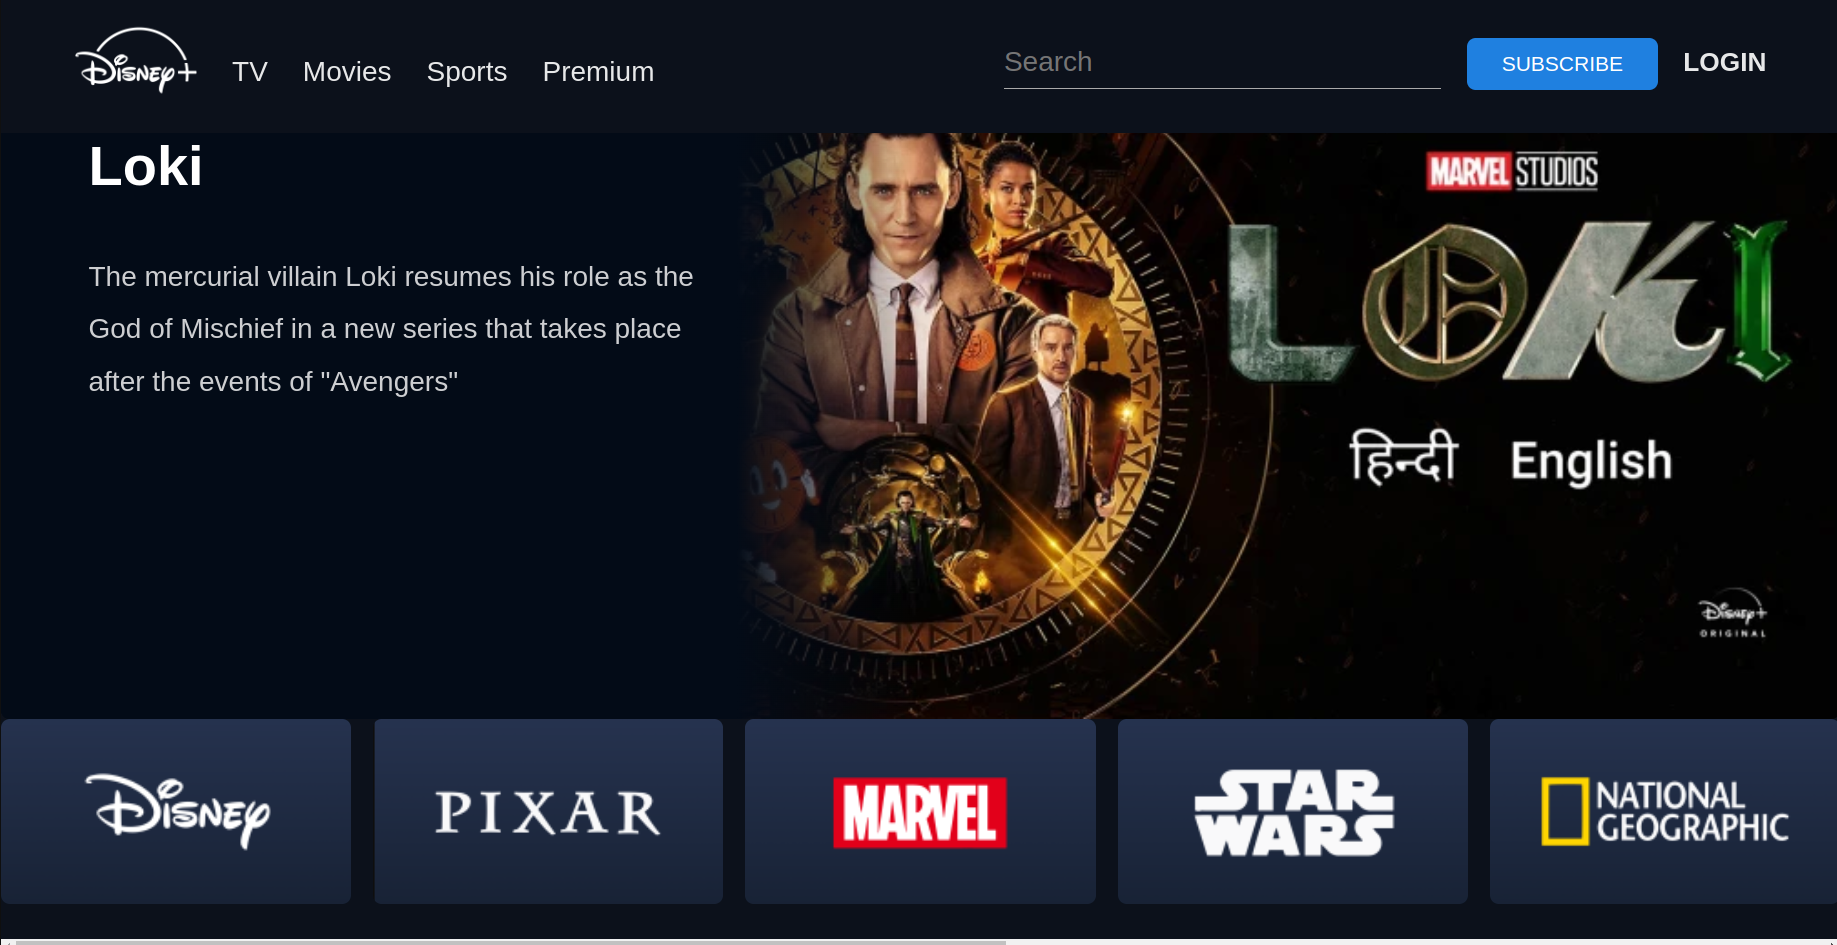 Disney+
TV Movies Sports Premium
Search
SUBSCRIBE
LOGIN
Loki
The mercurial villain Loki resumes his role as the
God of Mischief in a new series that takes place
after the events of "Avengers"
MARVEL STUDIOS
LOKI
हिन्दी English
Disney+
ORIGINAL
Disney
PIXAR
MARVEL
STAR
WARS
NATIONAL
GEOGRAPHIC